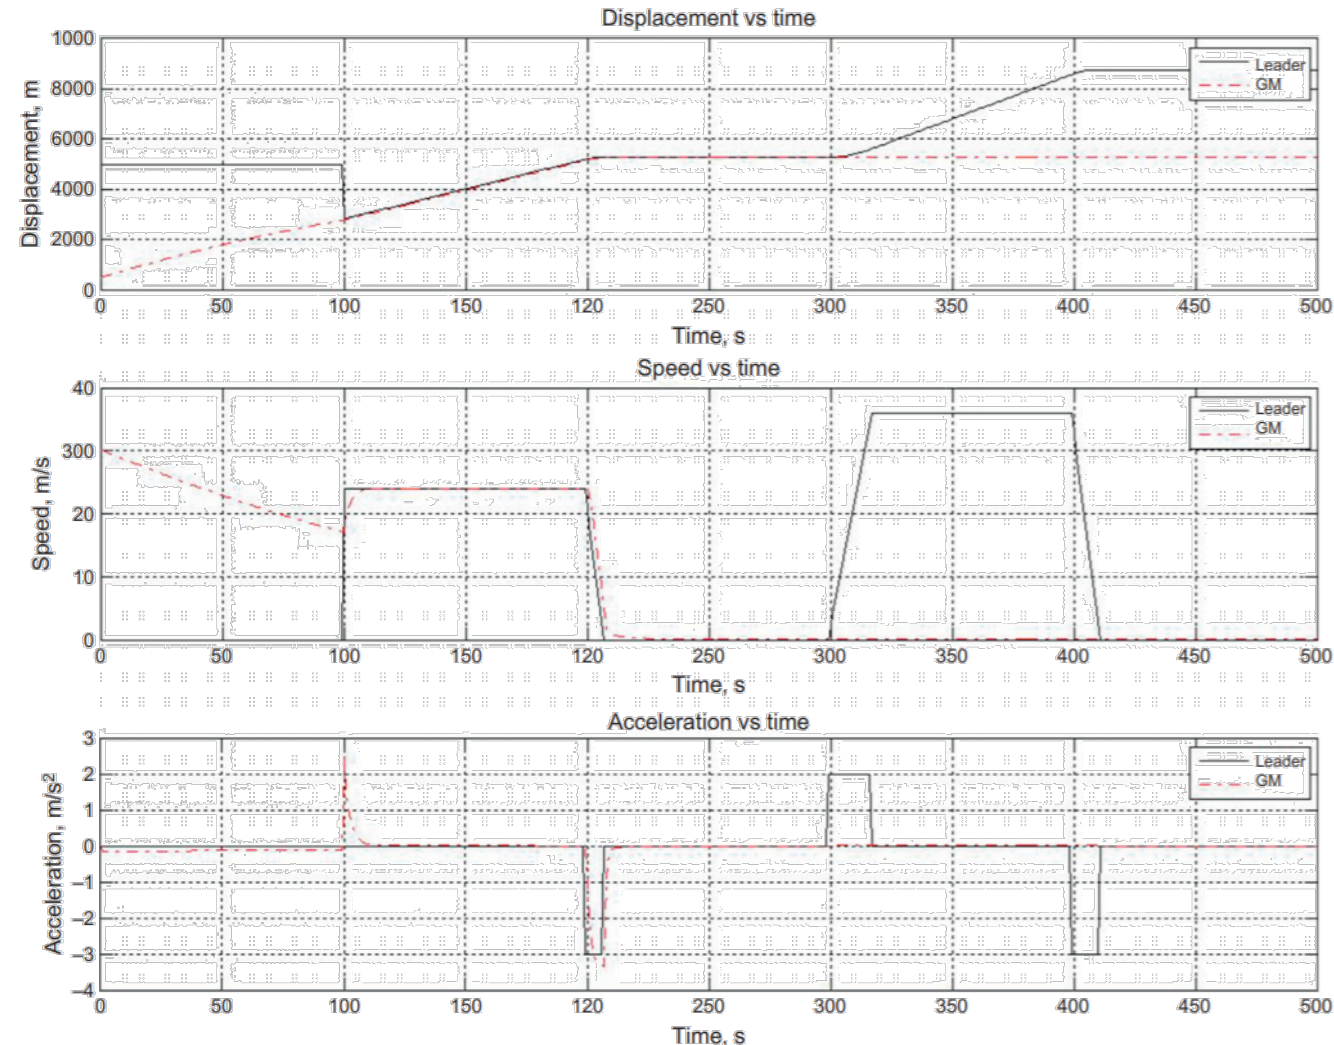 Displacement vs time
1000
8000
6000
4000
2000
0
Displacement, m
Leader
GM
0 50 100 150 120 250 300 350 400 450 500
Time, s
Speed vs time
40
300
20
10
0
Speed, m/s
Leader
GM
0 50 100 150 120 250 300 350 400 450 500
Time, s
Acceleration vs time
3
2
1
0
–1
–2
–3
–4
Acceleration, m/s²
Leader
GM
0 50 100 150 120 250 300 350 400 450 500
Time, s